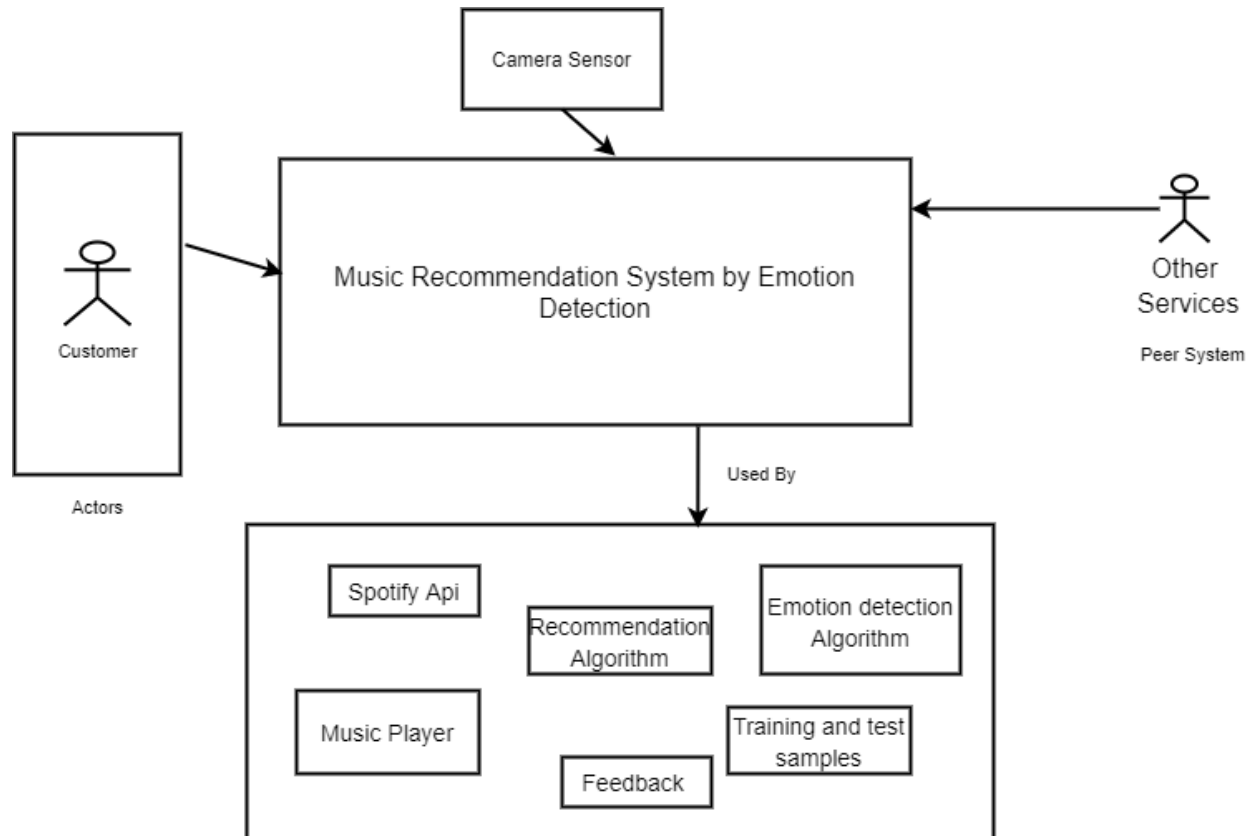 Camera Sensor
Customer
Actors
Music Recommendation System by Emotion
Detection
Other
Services
Peer System
Used By
Spotify Api
Recommendation
Algorithm
Emotion detection
Algorithm
Music Player
Feedback
Training and test
samples